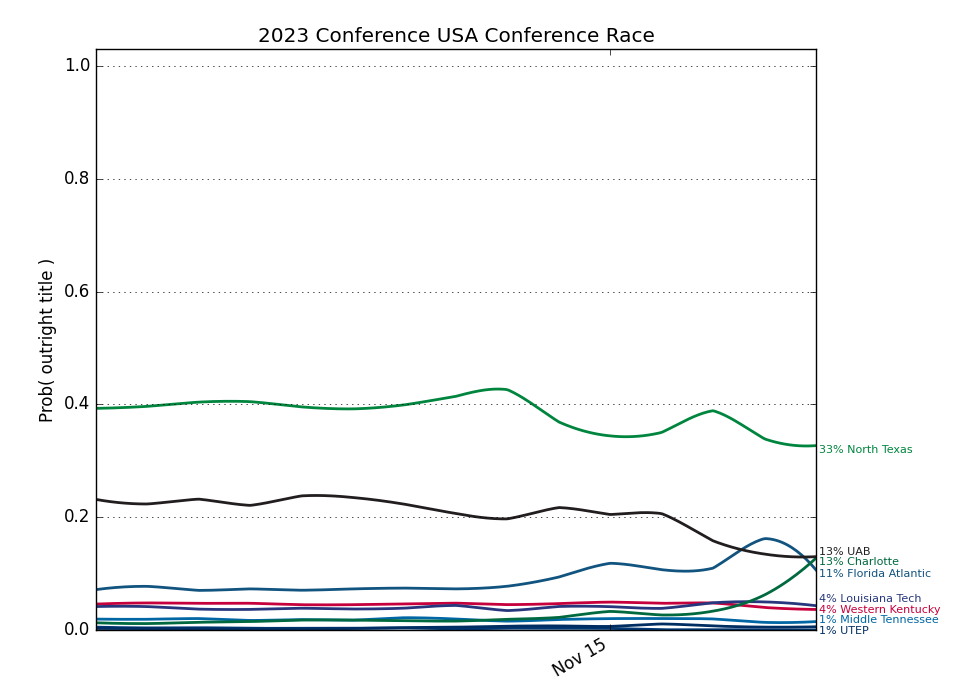 2023 Conference USA Conference Race
1.0
0.8
0.6
0.4
0.2
0.0
Prob( outright title )
Nov 15
33% North Texas
13% UAB
13% Charlotte
11% Florida Atlantic
4% Louisiana Tech
4% Western Kentucky
1% Middle Tennessee
1% UTEP